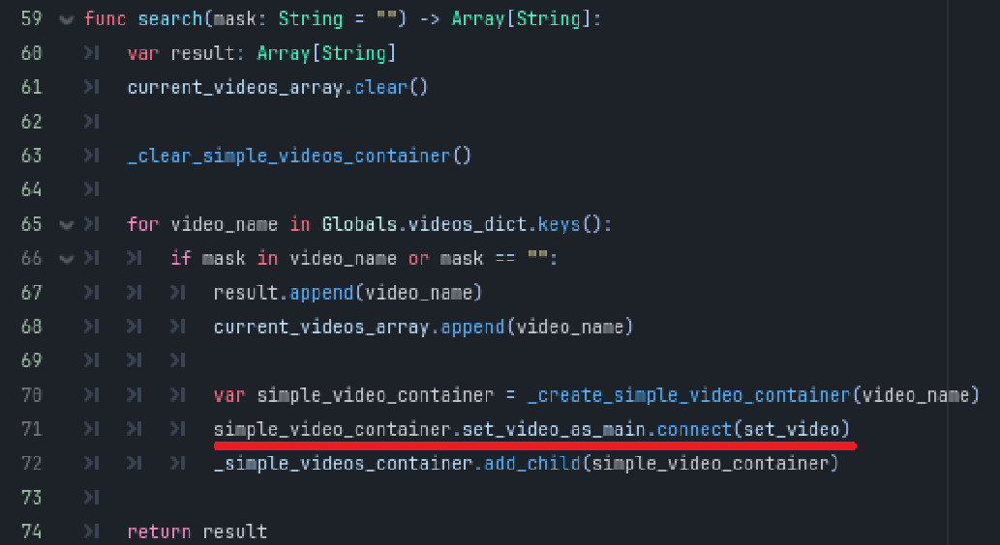 59 func search(mask: String = "") -> Array[String]:
60 var result: Array[String]
61 current_videos_array.clear()
62
63 _clear_simple_videos_container()
64
65 for video_name in Globals.videos_dict.keys():
66 if mask in video_name or mask == "":
67 result.append(video_name)
68 current_videos_array.append(video_name)
69
70 var simple_video_container = _create_simple_video_container(video_name)
71 simple_video_container.set_video_as_main.connect(set_video)
72 _simple_videos_container.add_child(simple_video_container)
73
74 return result